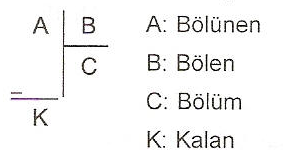 A B
C
K
A: Bölünen
B: Bölen
C: Bölüm
K: Kalan